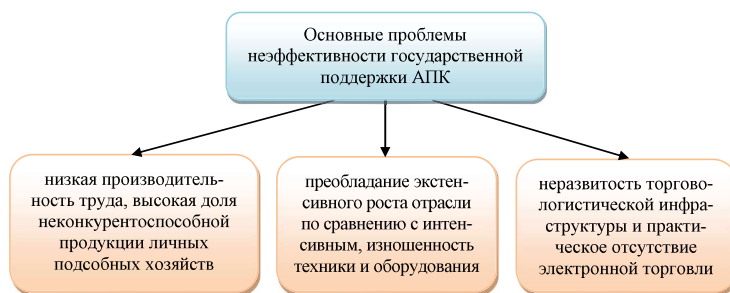 Основные проблемы
неэффективности государственной
поддержки АПК
низкая производитель-
ность труда, высокая доля
неконкурентоспособной
продукции личных
подсобных хозяйств
преобладание экстен-
сивного роста отрасли
по сравнению с интен-
сивным, изношенность
техники и оборудования
неразвитость торгово-
логистической инфра-
структуры и практи-
ческое отсутствие
электронной торговли